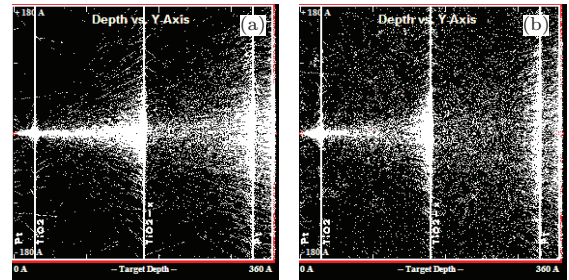 +180 A
Depth vs. Y-Axis
(a)
Pt
TiO2
TiO2-x
Pt
-180 A
0 A
– Target Depth –
360 A
+180 A
Depth vs. Y-Axis
(b)
Pt
TiO2
TiO2-x
Pt
-180 A
0 A
– Target Depth –
360 A